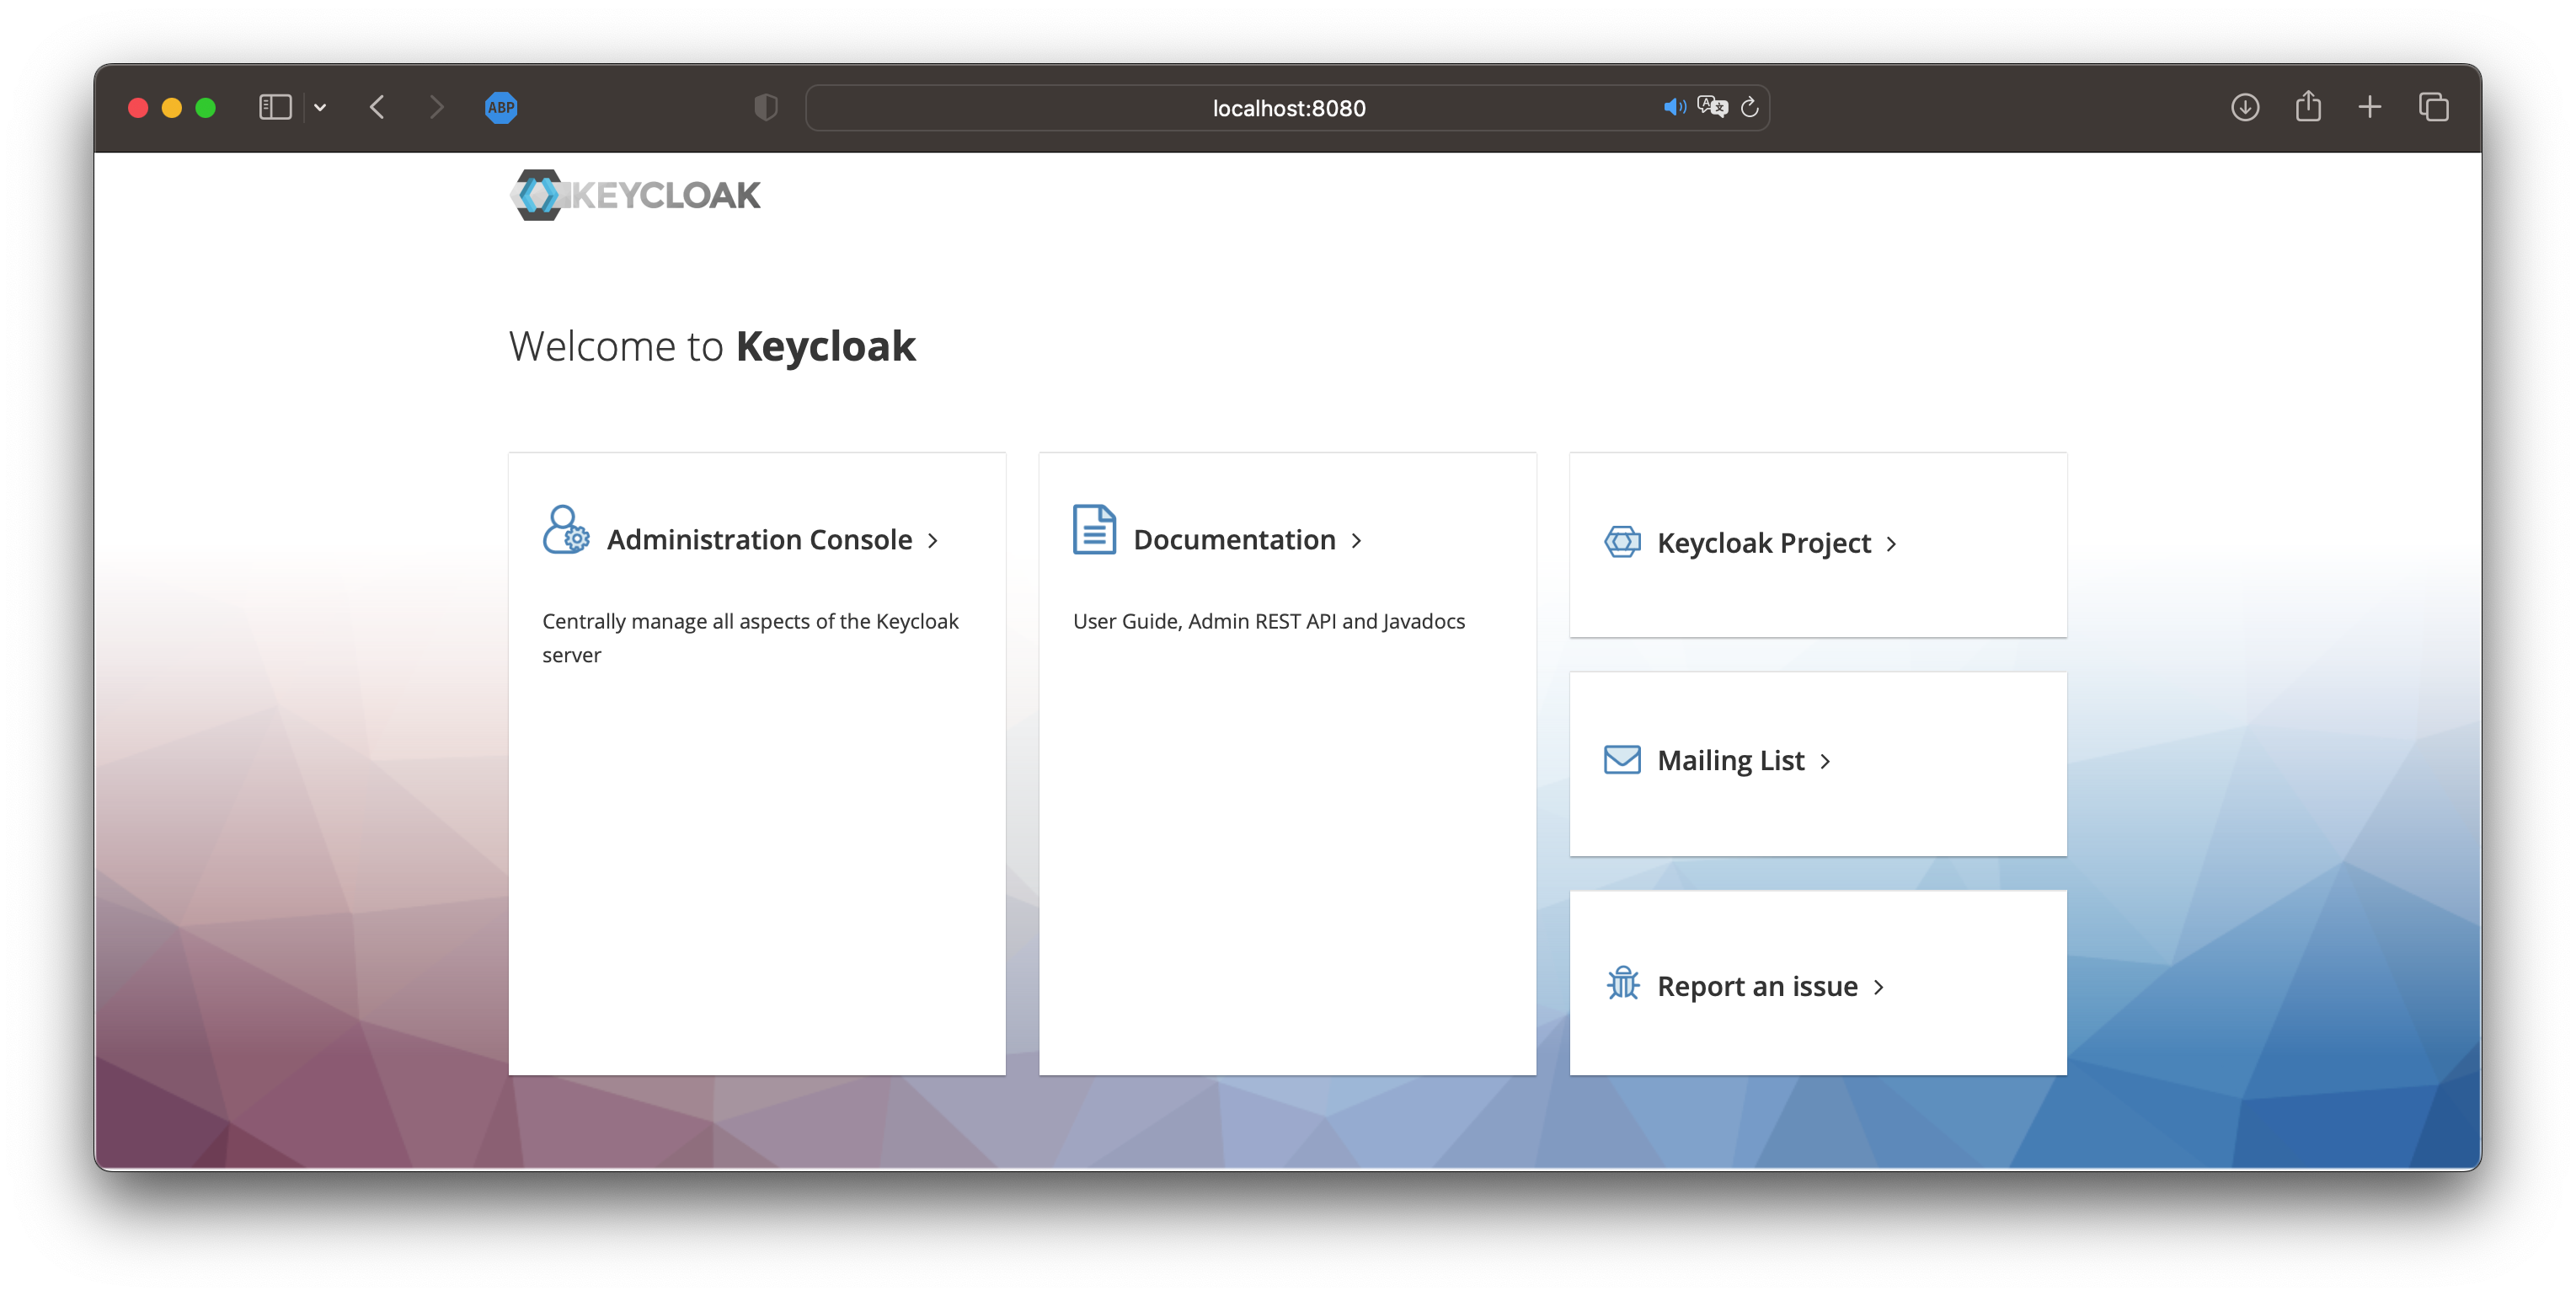 ABP
localhost:8080
KEYCLOAK
Welcome to Keycloak
Administration Console
Centrally manage all aspects of the Keycloak
server
Documentation
User Guide, Admin REST API and Javadocs
Keycloak Project
Mailing List
Report an issue